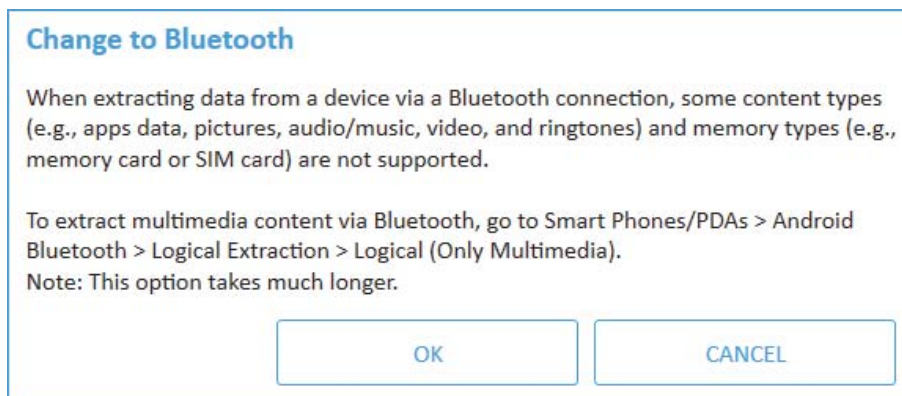 Change to Bluetooth
When extracting data from a device via a Bluetooth connection, some content types
(e.g., apps data, pictures, audio/music, video, and ringtones) and memory types (e.g.,
memory card or SIM card) are not supported.
To extract multimedia content via Bluetooth, go to Smart Phones/PDAs > Android
Bluetooth > Logical Extraction > Logical (Only Multimedia).
Note: This option takes much longer.
OK
CANCEL